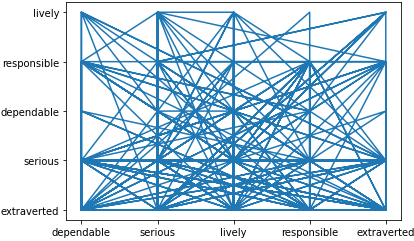 lively
responsible
dependable
serious
extraverted
dependable serious lively responsible extraverted